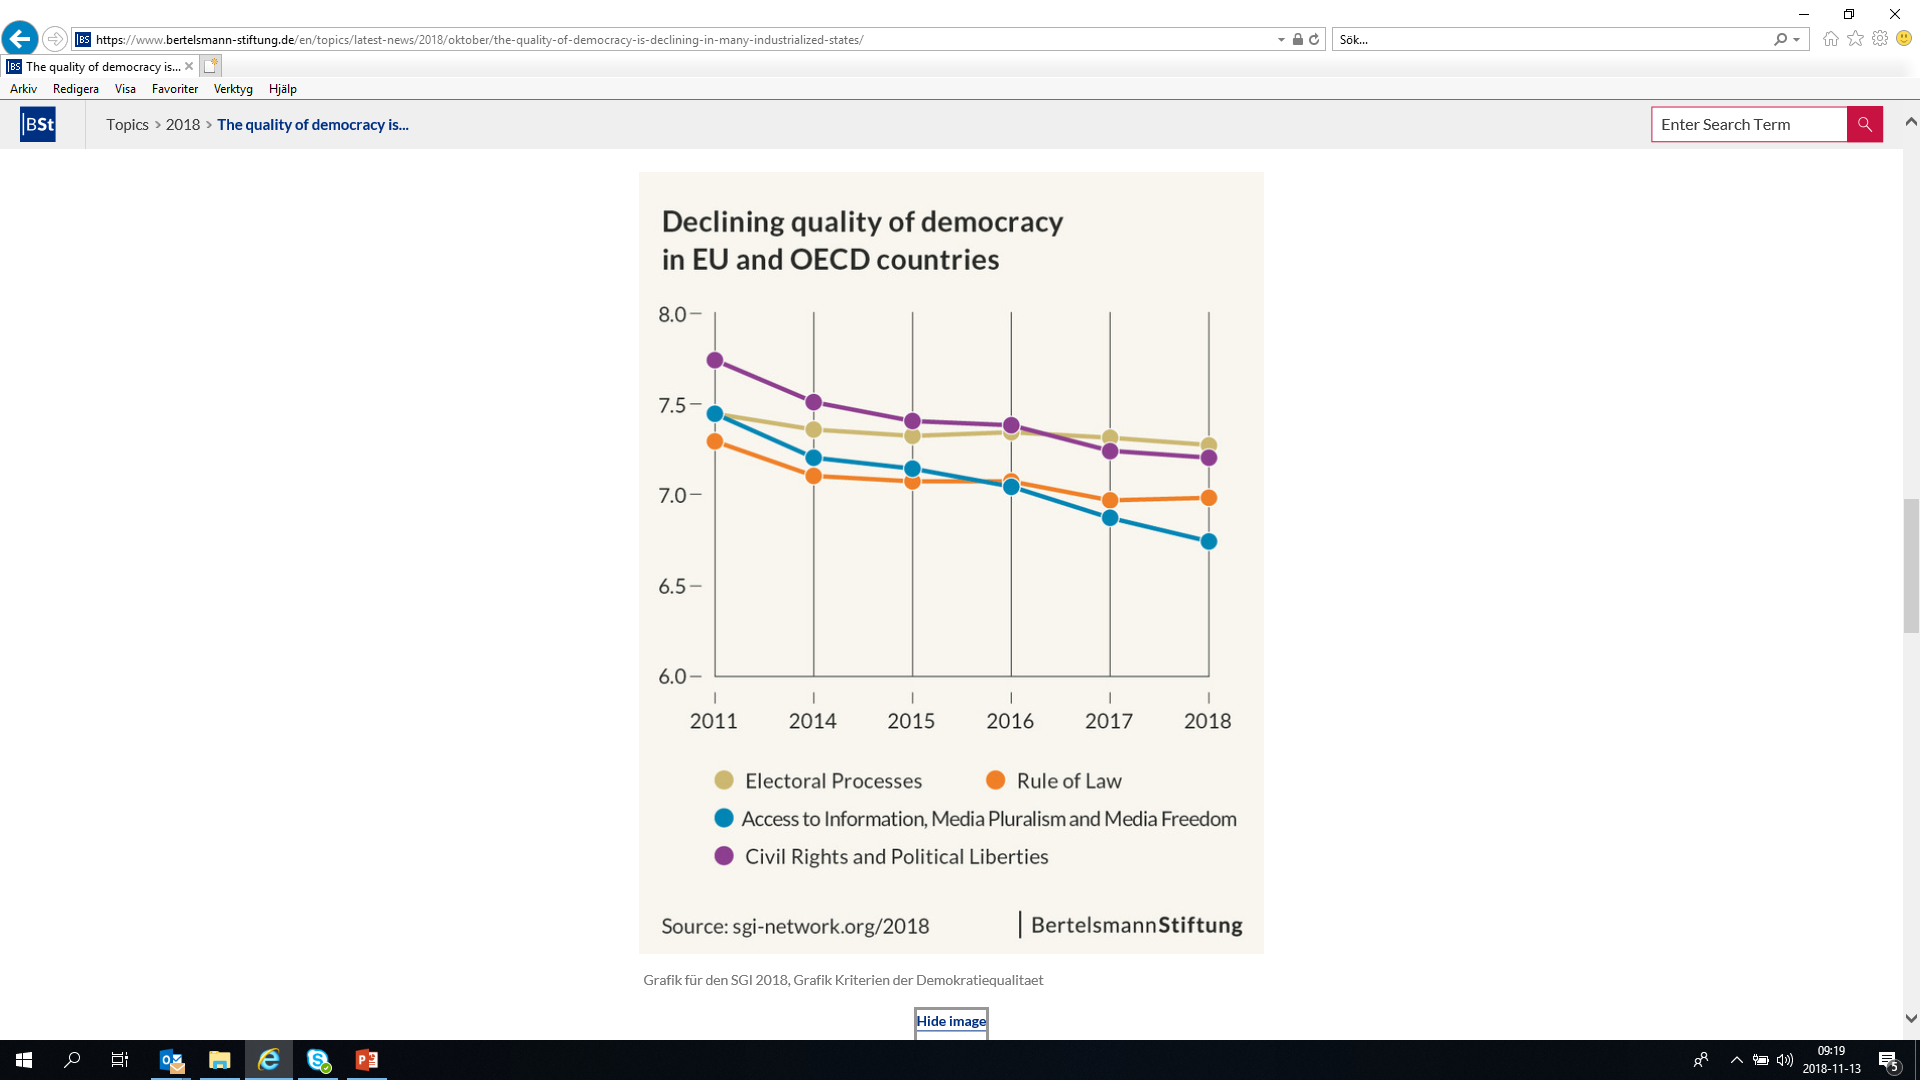 https://www.bertelsmann-stiftung.de/en/topics/latest-news/2018/oktober/the-quality-of-democracy-is-declining-in-many-industrialized-states/
Sök...
BS The quality of democracy is...
Arkiv Redigera Visa Favoriter Verktyg Hjälp
BSt Topics > 2018 > The quality of democracy is...
Enter Search Term
Declining quality of democracy
in EU and OECD countries
8.0
7.5
7.0
6.5
6.0
2011 2014 2015 2016 2017 2018
Electoral Processes Rule of Law
Access to Information, Media Pluralism and Media Freedom
Civil Rights and Political Liberties
Source: sgi-network.org/2018 BertelsmannStiftung
Grafik für den SGI 2018, Grafik Kriterien der Demokratiequalitaet
Hide image
09:19
2018-11-13
5